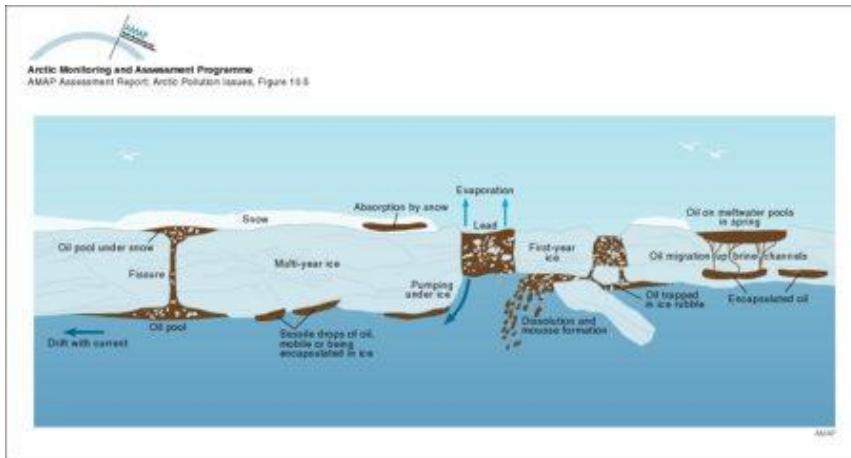 AMAP
Arctic Monitoring and Assessment Programme
AMAP Assessment Report: Arctic Pollution Issues, Figure 10·5
Evaporation
Absorption by snow
Snow
Lead
Oil on meltwater pools
in spring
Oil pool under snow
First-year
ice
Oil migration up brine channels
Multi-year ice
Fissure
Pumping
under ice
Oil trapped
in ice rubble
Encapsulated oil
Oil pool
Drift with current
Sessile drops of oil,
mobile or being
encapsulated in ice
Dissolution and
mousse formation
AMAP